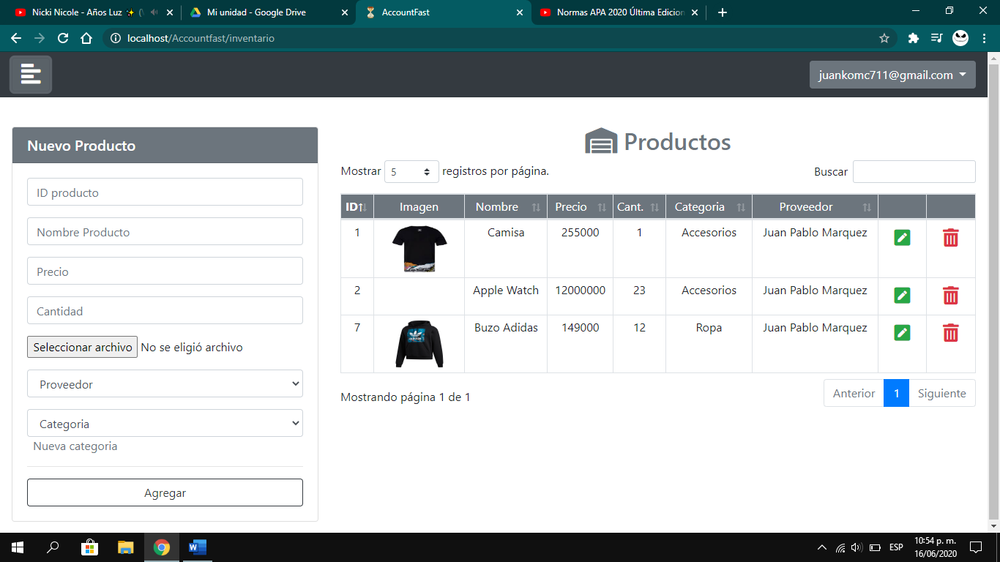 Nicki Nicole - Años Luz ✨ (
Mi unidad - Google Drive
AccountFast
Normas APA 2020 Última Edicion
localhost/Accountfast/inventario
juankomc711@gmail.com
Nuevo Producto
ID producto
Nombre Producto
Precio
Cantidad
Seleccionar archivo No se eligió archivo
Proveedor
Categoria
Nueva categoria
Agregar
Productos
Mostrar 5 registros por página.
Buscar
ID Imagen Nombre Precio Cant. Categoria Proveedor
1 Camisa 255000 1 Accesorios Juan Pablo Marquez
2 Apple Watch 12000000 23 Accesorios Juan Pablo Marquez
7 Buzo Adidas 149000 12 Ropa Juan Pablo Marquez
Mostrando página 1 de 1
Anterior 1 Siguiente
ESP
10:54 p. m.
16/06/2020